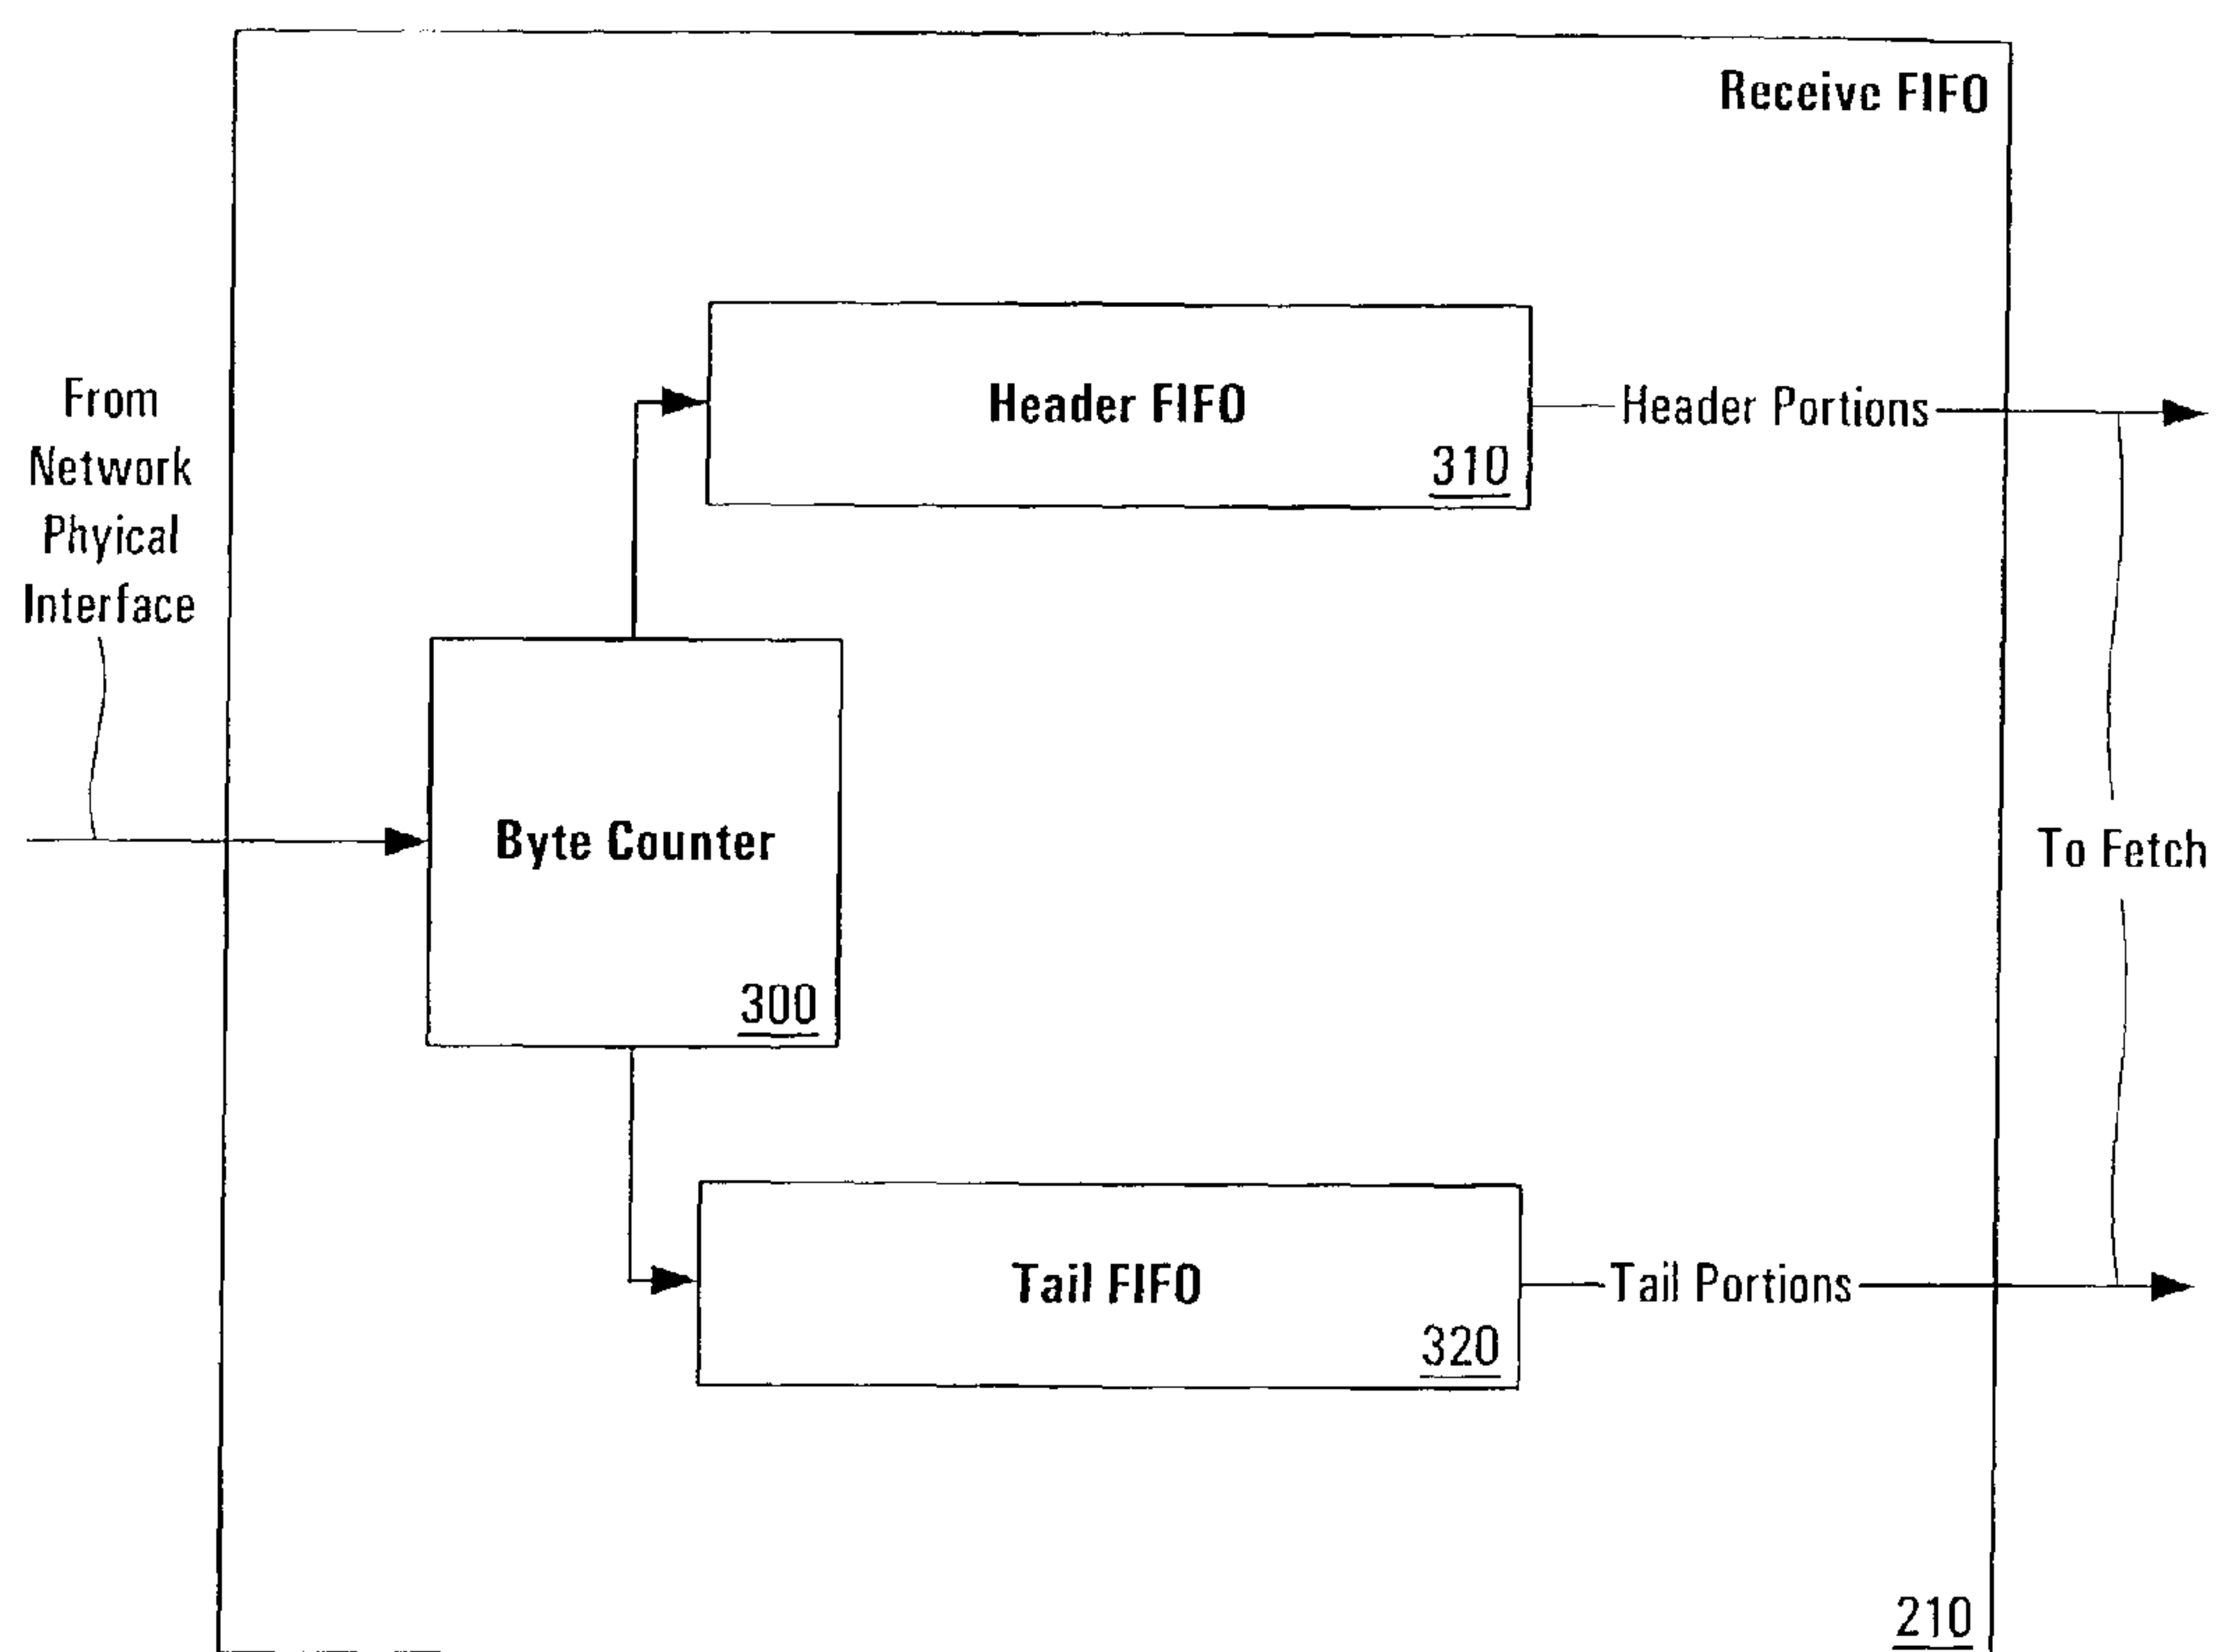 Receive FIFO
From
Network
Phyical
Interface
Header FIFO
310
Header Portions
Byte Counter
300
To Fetch
Tail FIFO
320
Tail Portions
210